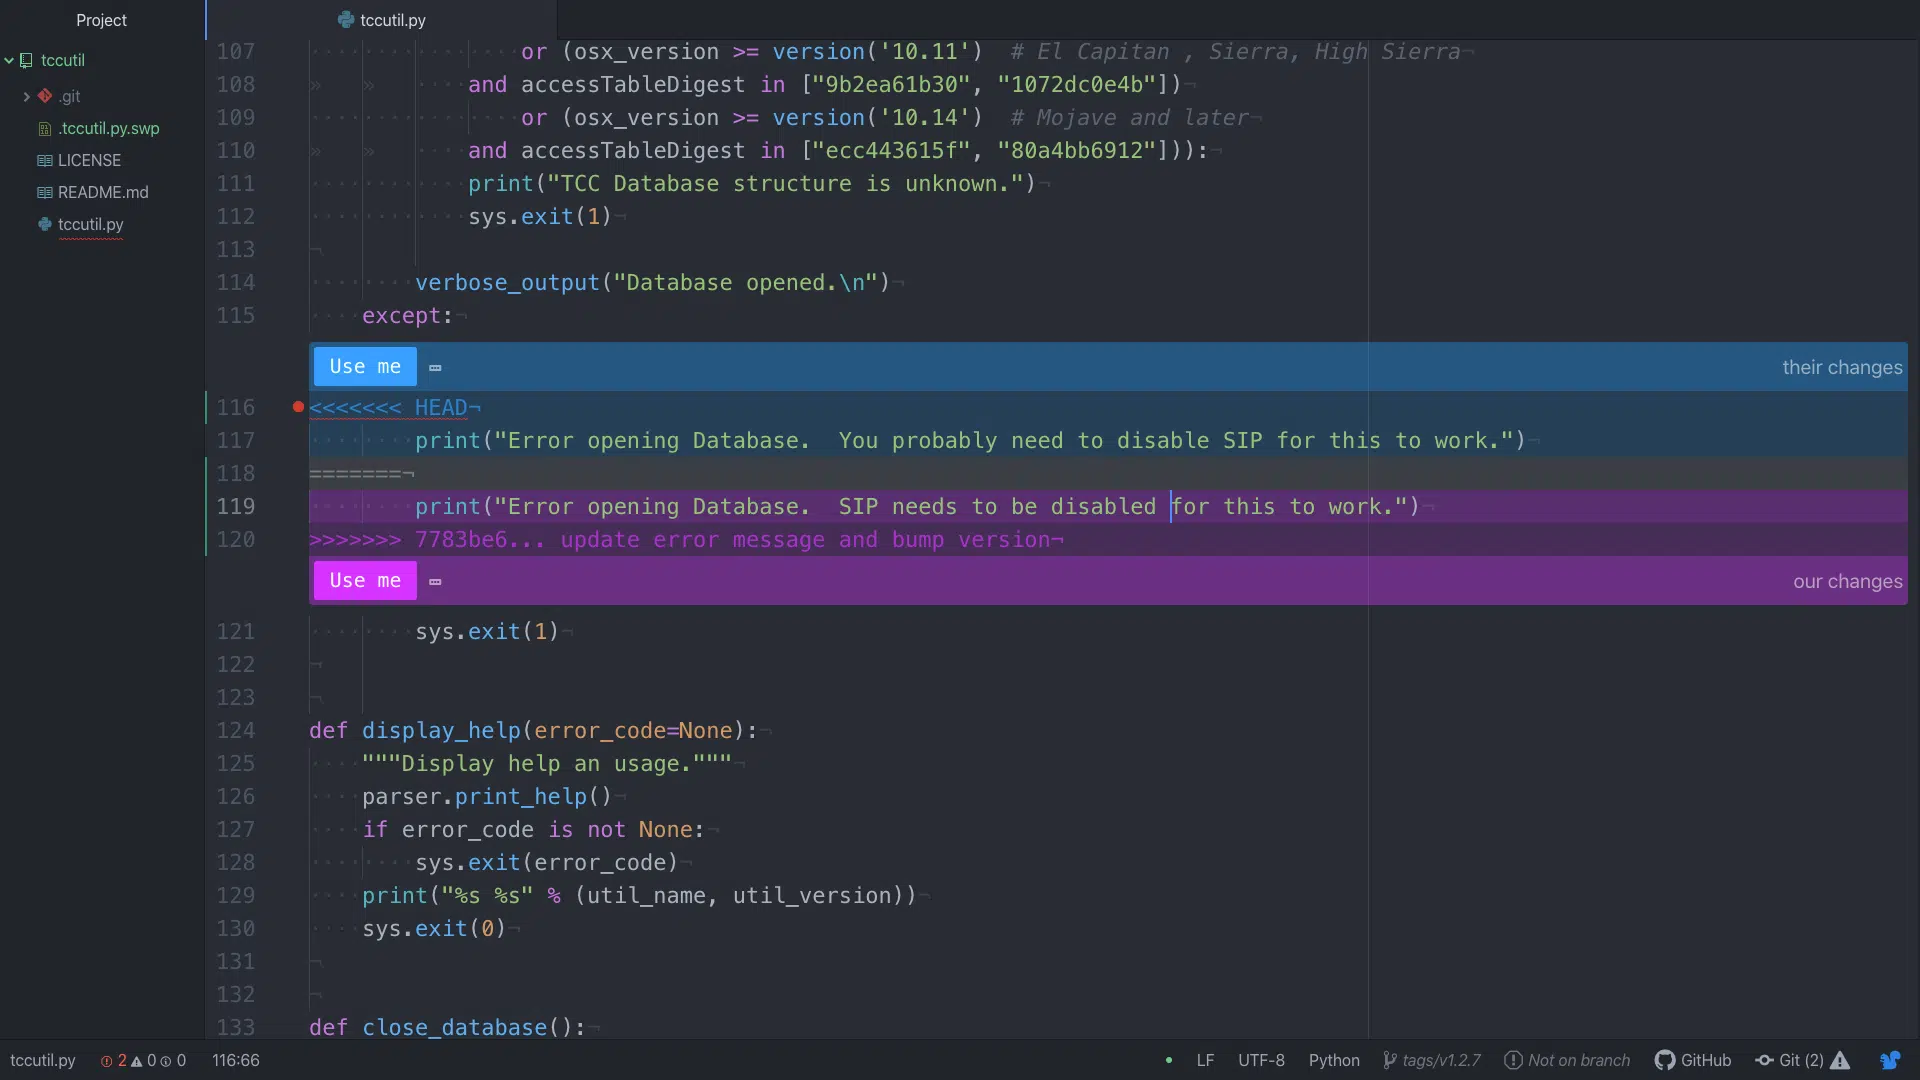 Project
tccutil.py
tccutil
.git
.tccutil.py.swp
LICENSE
README.md
tccutil.py
107 or (osx_version >= version('10.11')  # El Capitan , Sierra, High Sierra¬
108 » » and accessTableDigest in ["9b2ea61b30", "1072dc0e4b"])¬
109 or (osx_version >= version('10.14')  # Mojave and later¬
110 » » and accessTableDigest in ["ecc443615f", "80a4bb6912"])):¬
111 print("TCC Database structure is unknown.")¬
112 sys.exit(1)¬
113 ¬
114 verbose_output("Database opened.\n")¬
115 except:¬
Use me
their changes
116 <<<<<<< HEAD¬
117 print("Error opening Database.  You probably need to disable SIP for this to work.")¬
118 =======¬
119 print("Error opening Database.  SIP needs to be disabled for this to work.")¬
120 >>>>>>> 7783be6... update error message and bump version¬
Use me
our changes
121 sys.exit(1)¬
122 ¬
123 ¬
124 def display_help(error_code=None):¬
125 """Display help an usage."""¬
126 parser.print_help()¬
127 if error_code is not None:¬
128 sys.exit(error_code)¬
129 print("%s %s" % (util_name, util_version))¬
130 sys.exit(0)¬
131 ¬
132 ¬
133 def close_database():¬
tccutil.py 2 0 0 116:66 LF UTF-8 Python tags/v1.2.7 Not on branch GitHub Git (2)